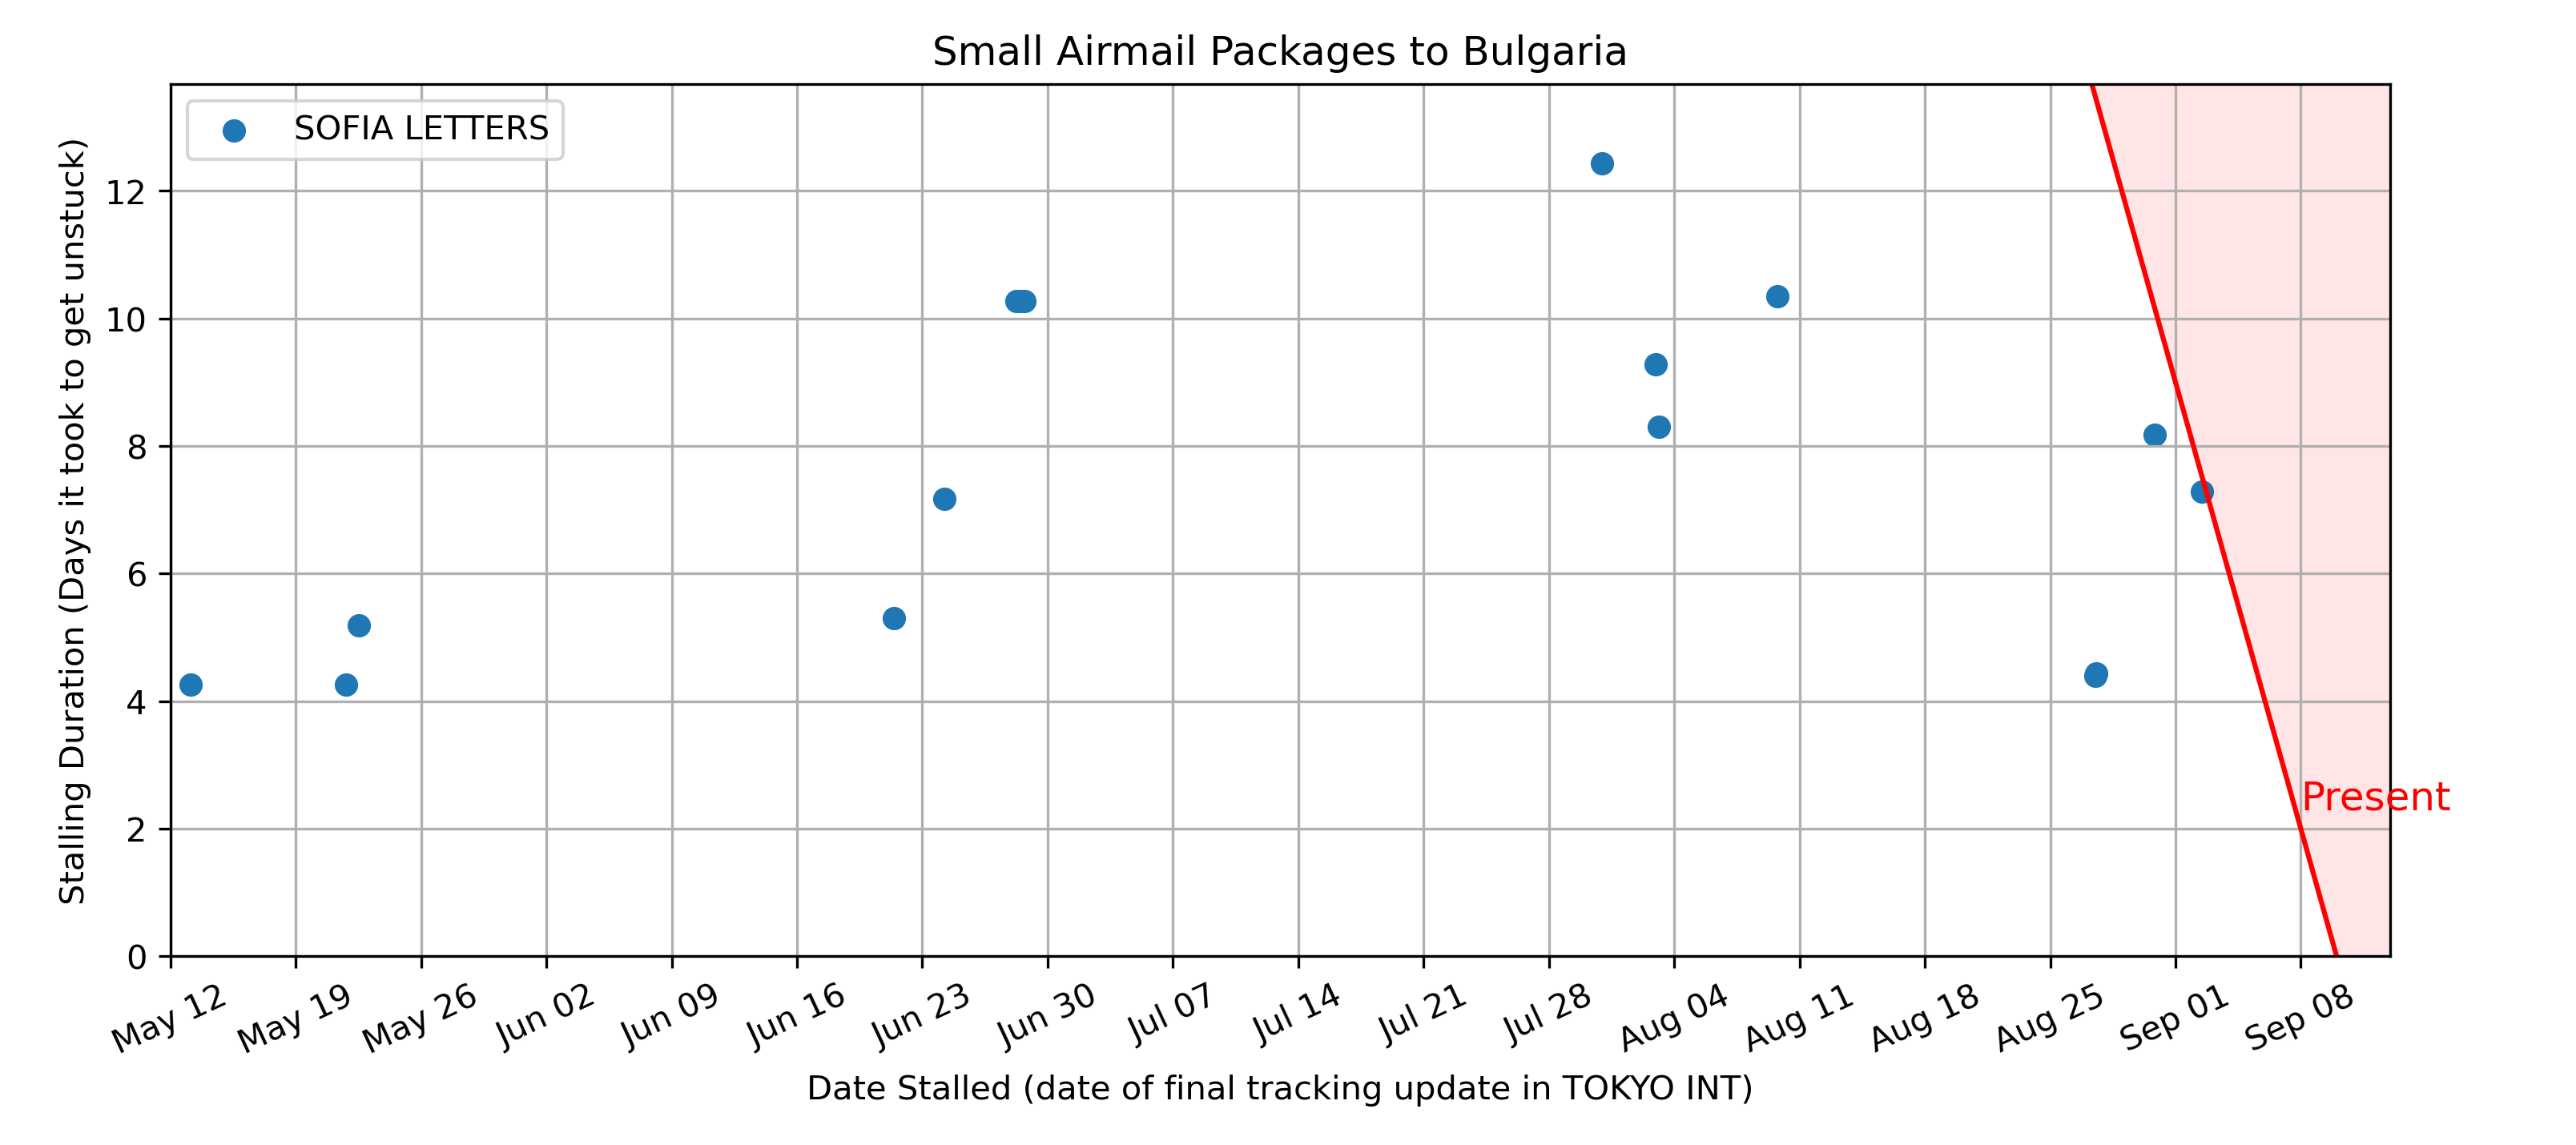 Small Airmail Packages to Bulgaria
SOFIA LETTERS
Stalling Duration (Days it took to get unstuck)
12
10
8
6
4
2
0
Present
May 12 May 19 May 26 Jun 02 Jun 09 Jun 16 Jun 23 Jun 30 Jul 07 Jul 14 Jul 21 Jul 28 Aug 04 Aug 11 Aug 18 Aug 25 Sep 01 Sep 08
Date Stalled (date of final tracking update in TOKYO INT)